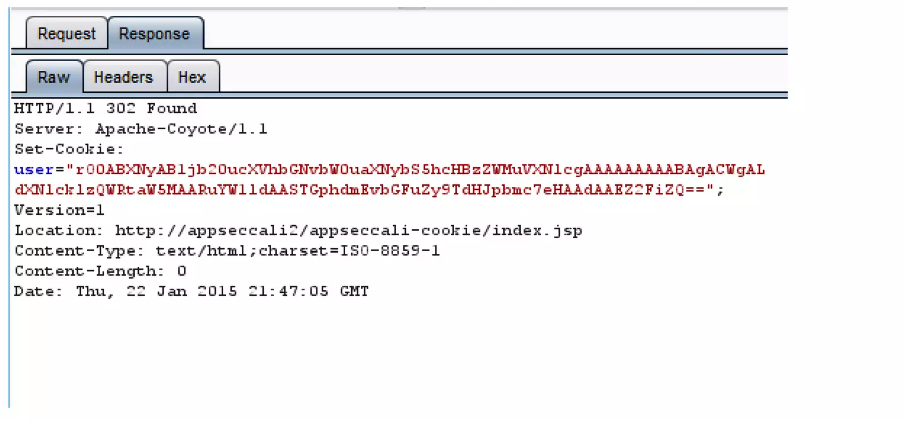 Request Response
Raw Headers Hex
HTTP/1.1 302 Found
Server: Apache-Coyote/1.1
Set-Cookie:
user="rO0ABXNyAB1jb20ucXVhbGNvbW0uaXNybS5hcHBzZWMuVXNlcgAAAAAAAAABAgACWgAL
dXNlcklzQWRtaW5MAARuYW1ldAASTGphdmEvbGFuZy9TdHJpbmc7eHAAdAAEZ2FiZQ==";
Version=1
Location: http://appseccali2/appseccali-cookie/index.jsp
Content-Type: text/html;charset=ISO-8859-1
Content-Length: 0
Date: Thu, 22 Jan 2015 21:47:05 GMT